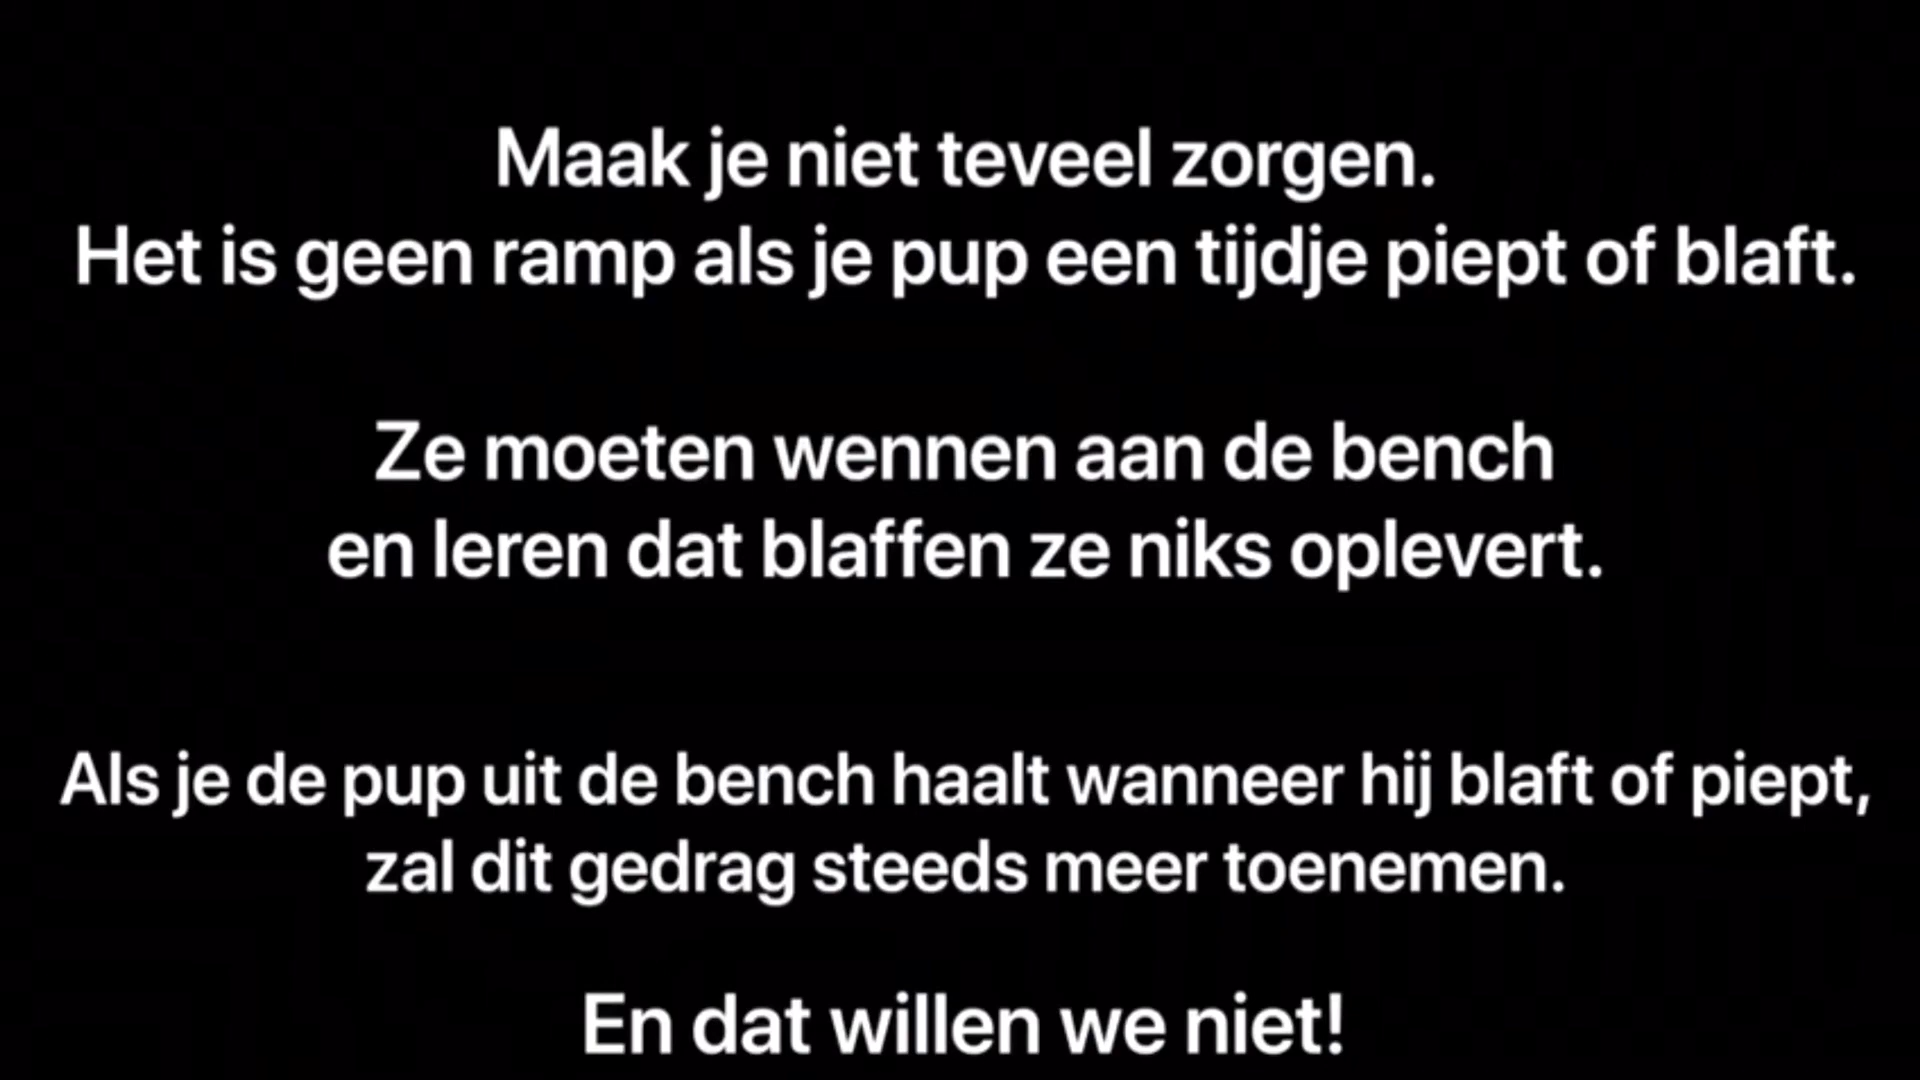 Maak je niet teveel zorgen.
Het is geen ramp als je pup een tijdje piept of blaft.
Ze moeten wennen aan de bench
en leren dat blaffen ze niks oplevert.
Als je de pup uit de bench haalt wanneer hij blaft of piept,
zal dit gedrag steeds meer toenemen.
En dat willen we niet!